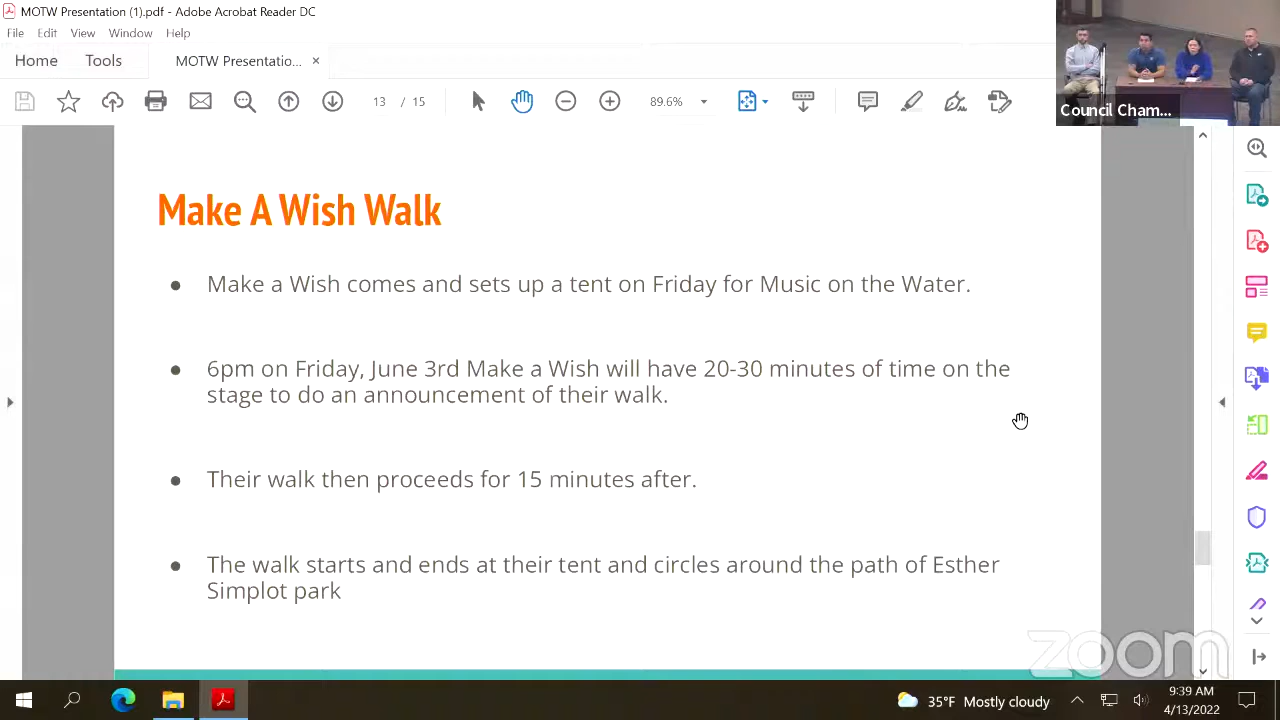 MOTW Presentation (1).pdf - Adobe Acrobat Reader DC
File Edit View Window Help
Home Tools MOTW Presentatio... ×
13 / 15 89.6%
Council Cham...
Make A Wish Walk
● Make a Wish comes and sets up a tent on Friday for Music on the Water.
● 6pm on Friday, June 3rd Make a Wish will have 20-30 minutes of time on the
stage to do an announcement of their walk.
● Their walk then proceeds for 15 minutes after.
● The walk starts and ends at their tent and circles around the path of Esther
Simplot park
zoom
35°F Mostly cloudy
9:39 AM
4/13/2022